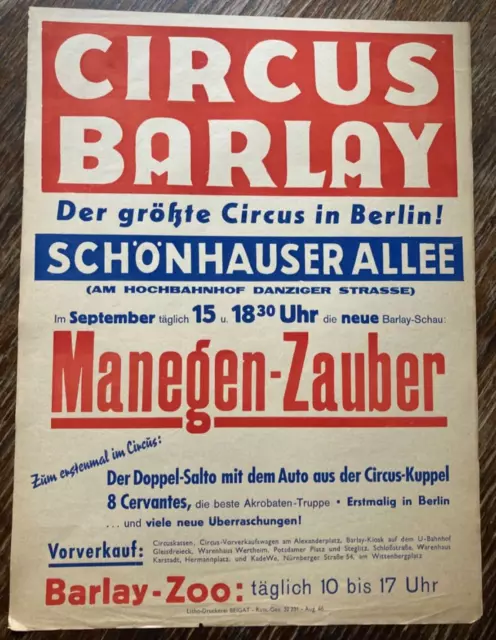 CIRCUS
BARLAY
Der größte Circus in Berlin!
SCHÖNHAUSER ALLEE
(AM HOCHBAHNHOF DANZIGER STRASSE)
Im September täglich 15 u. 18³⁰ Uhr die neue Barlay-Schau:
Manegen-Zauber
Zum erstenmal im Circus:
Der Doppel-Salto mit dem Auto aus der Circus-Kuppel
8 Cervantes, die beste Akrobaten-Truppe • Erstmalig in Berlin
... und viele neue Überraschungen!
Vorverkauf:
Circuskassen, Circus-Vorverkaufswagen am Alexanderplatz, Barlay-Kiosk auf dem U-Bahnhof
Gleisdreieck, Warenhaus Wertheim, Potsdamer Platz und Steglitz, Schloßstraße, Warenhaus
Karstadt, Hermannplatz, und KadeWe, Nürnberger Straße 54, am Wittenbergplatz
Barlay-Zoo: täglich 10 bis 17 Uhr